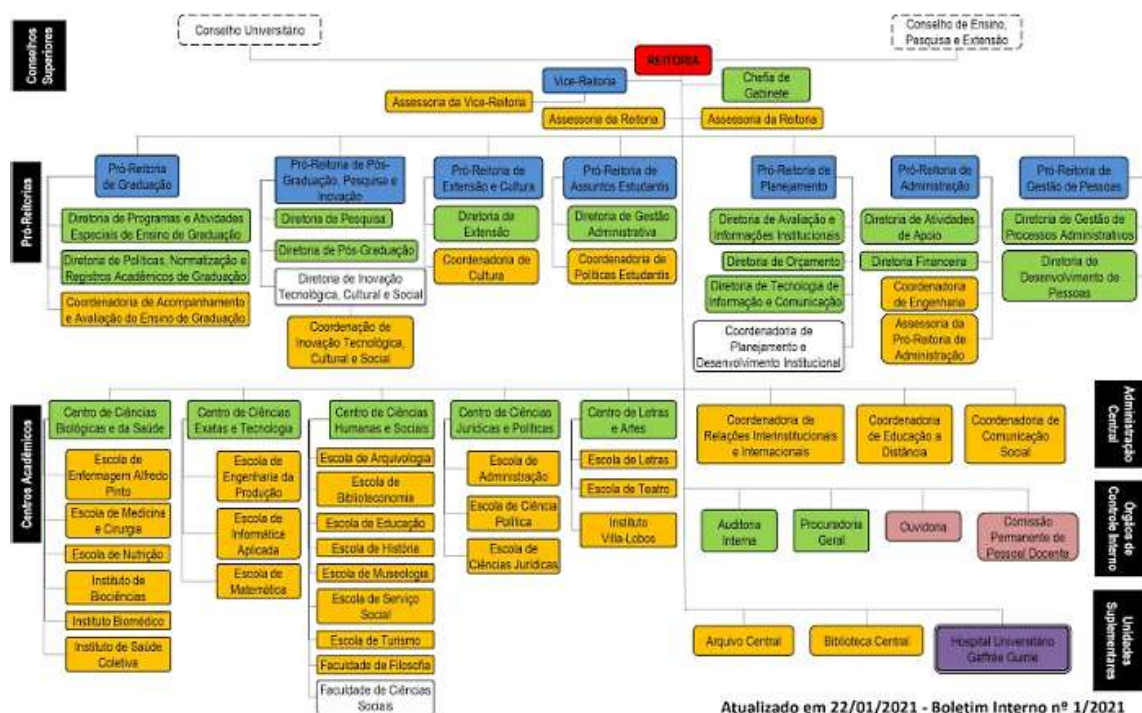 Conselhos
Superiores
Conselho Universitário
Conselho de Ensino,
Pesquisa e Extensão
REITORIA
Vice-Reitoria
Chefia de
Gabinete
Assessoria da Vice-Reitoria
Assessoria da Reitoria
Assessoria da Reitoria
Pró-Reitorias
Pró-Reitoria
de Graduação
Diretoria de Programas e Atividades
Especiais de Ensino de Graduação
Diretoria de Políticas, Normatização e
Registros Acadêmicos de Graduação
Coordenadoria de Acompanhamento
e Avaliação do Ensino de Graduação
Pró-Reitoria de Pós-
Graduação, Pesquisa e
Inovação
Diretoria de Pesquisa
Diretoria de Pós-Graduação
Diretoria de Inovação
Tecnológica, Cultural e Social
Coordenação de
Inovação Tecnológica,
Cultural e Social
Pró-Reitoria de
Extensão e Cultura
Diretoria de
Extensão
Coordenadoria de
Cultura
Pró-Reitoria de
Assuntos Estudantis
Diretoria de Gestão
Administrativa
Coordenadoria de
Políticas Estudantis
Pró-Reitoria de
Planejamento
Diretoria de Avaliação e
Informações Institucionais
Diretoria de Orçamento
Diretoria de Tecnologia de
Informação e Comunicação
Coordenadoria de
Planejamento e
Desenvolvimento Institucional
Pró-Reitoria de
Administração
Diretoria de Atividades
de Apoio
Diretoria Financeira
Coordenadoria
de Engenharia
Assessoria da
Pró-Reitoria de
Administração
Pró-Reitoria de
Gestão de Pessoas
Diretoria de Gestão de
Processos Administrativos
Diretoria de
Desenvolvimento de
Pessoas
Centros Acadêmicos
Centro de Ciências
Biológicas e da Saúde
Escola de
Enfermagem Alfredo
Pinto
Escola de Medicina
e Cirurgia
Escola de Nutrição
Instituto de
Biociências
Instituto Biomédico
Instituto de Saúde
Coletiva
Centro de Ciências
Exatas e Tecnologia
Escola de
Engenharia da
Produção
Escola de
Informática
Aplicada
Escola de
Matemática
Centro de Ciências
Humanas e Sociais
Escola de Arquivologia
Escola de
Biblioteconomia
Escola de Educação
Escola de História
Escola de Museologia
Escola de Serviço
Social
Escola de Turismo
Faculdade de Filosofia
Faculdade de Ciências
Sociais
Centro de Ciências
Jurídicas e Políticas
Escola de
Administração
Escola de Ciência
Política
Escola de
Ciências Jurídicas
Centro de Letras
e Artes
Escola de Letras
Escola de Teatro
Instituto
Villa-Lobos
Administração
Central
Coordenadoria de
Relações Interinstitucionais
e Internacionais
Coordenadoria
de Educação a
Distância
Coordenadoria de
Comunicação
Social
Órgãos de
Controle Interno
Auditoria
Interna
Procuradoria
Geral
Ouvidoria
Comissão
Permanente de
Pessoal Docente
Unidades
Suplementares
Arquivo Central
Biblioteca Central
Hospital Universitário
Gaffrée Guinle
Atualizado em 22/01/2021 - Boletim Interno nº 1/2021